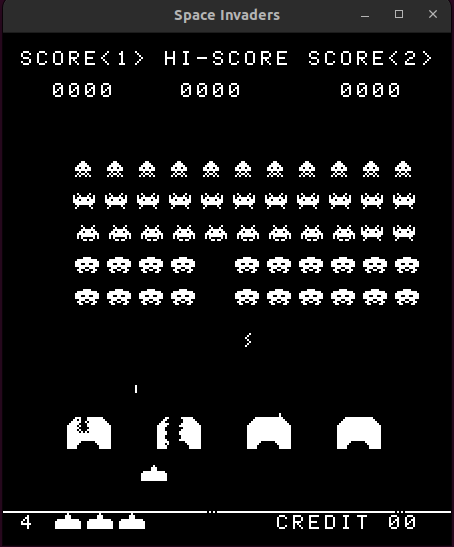 Space Invaders
SCORE<1> HI-SCORE SCORE<2>
0000 0000 0000
4 CREDIT 00